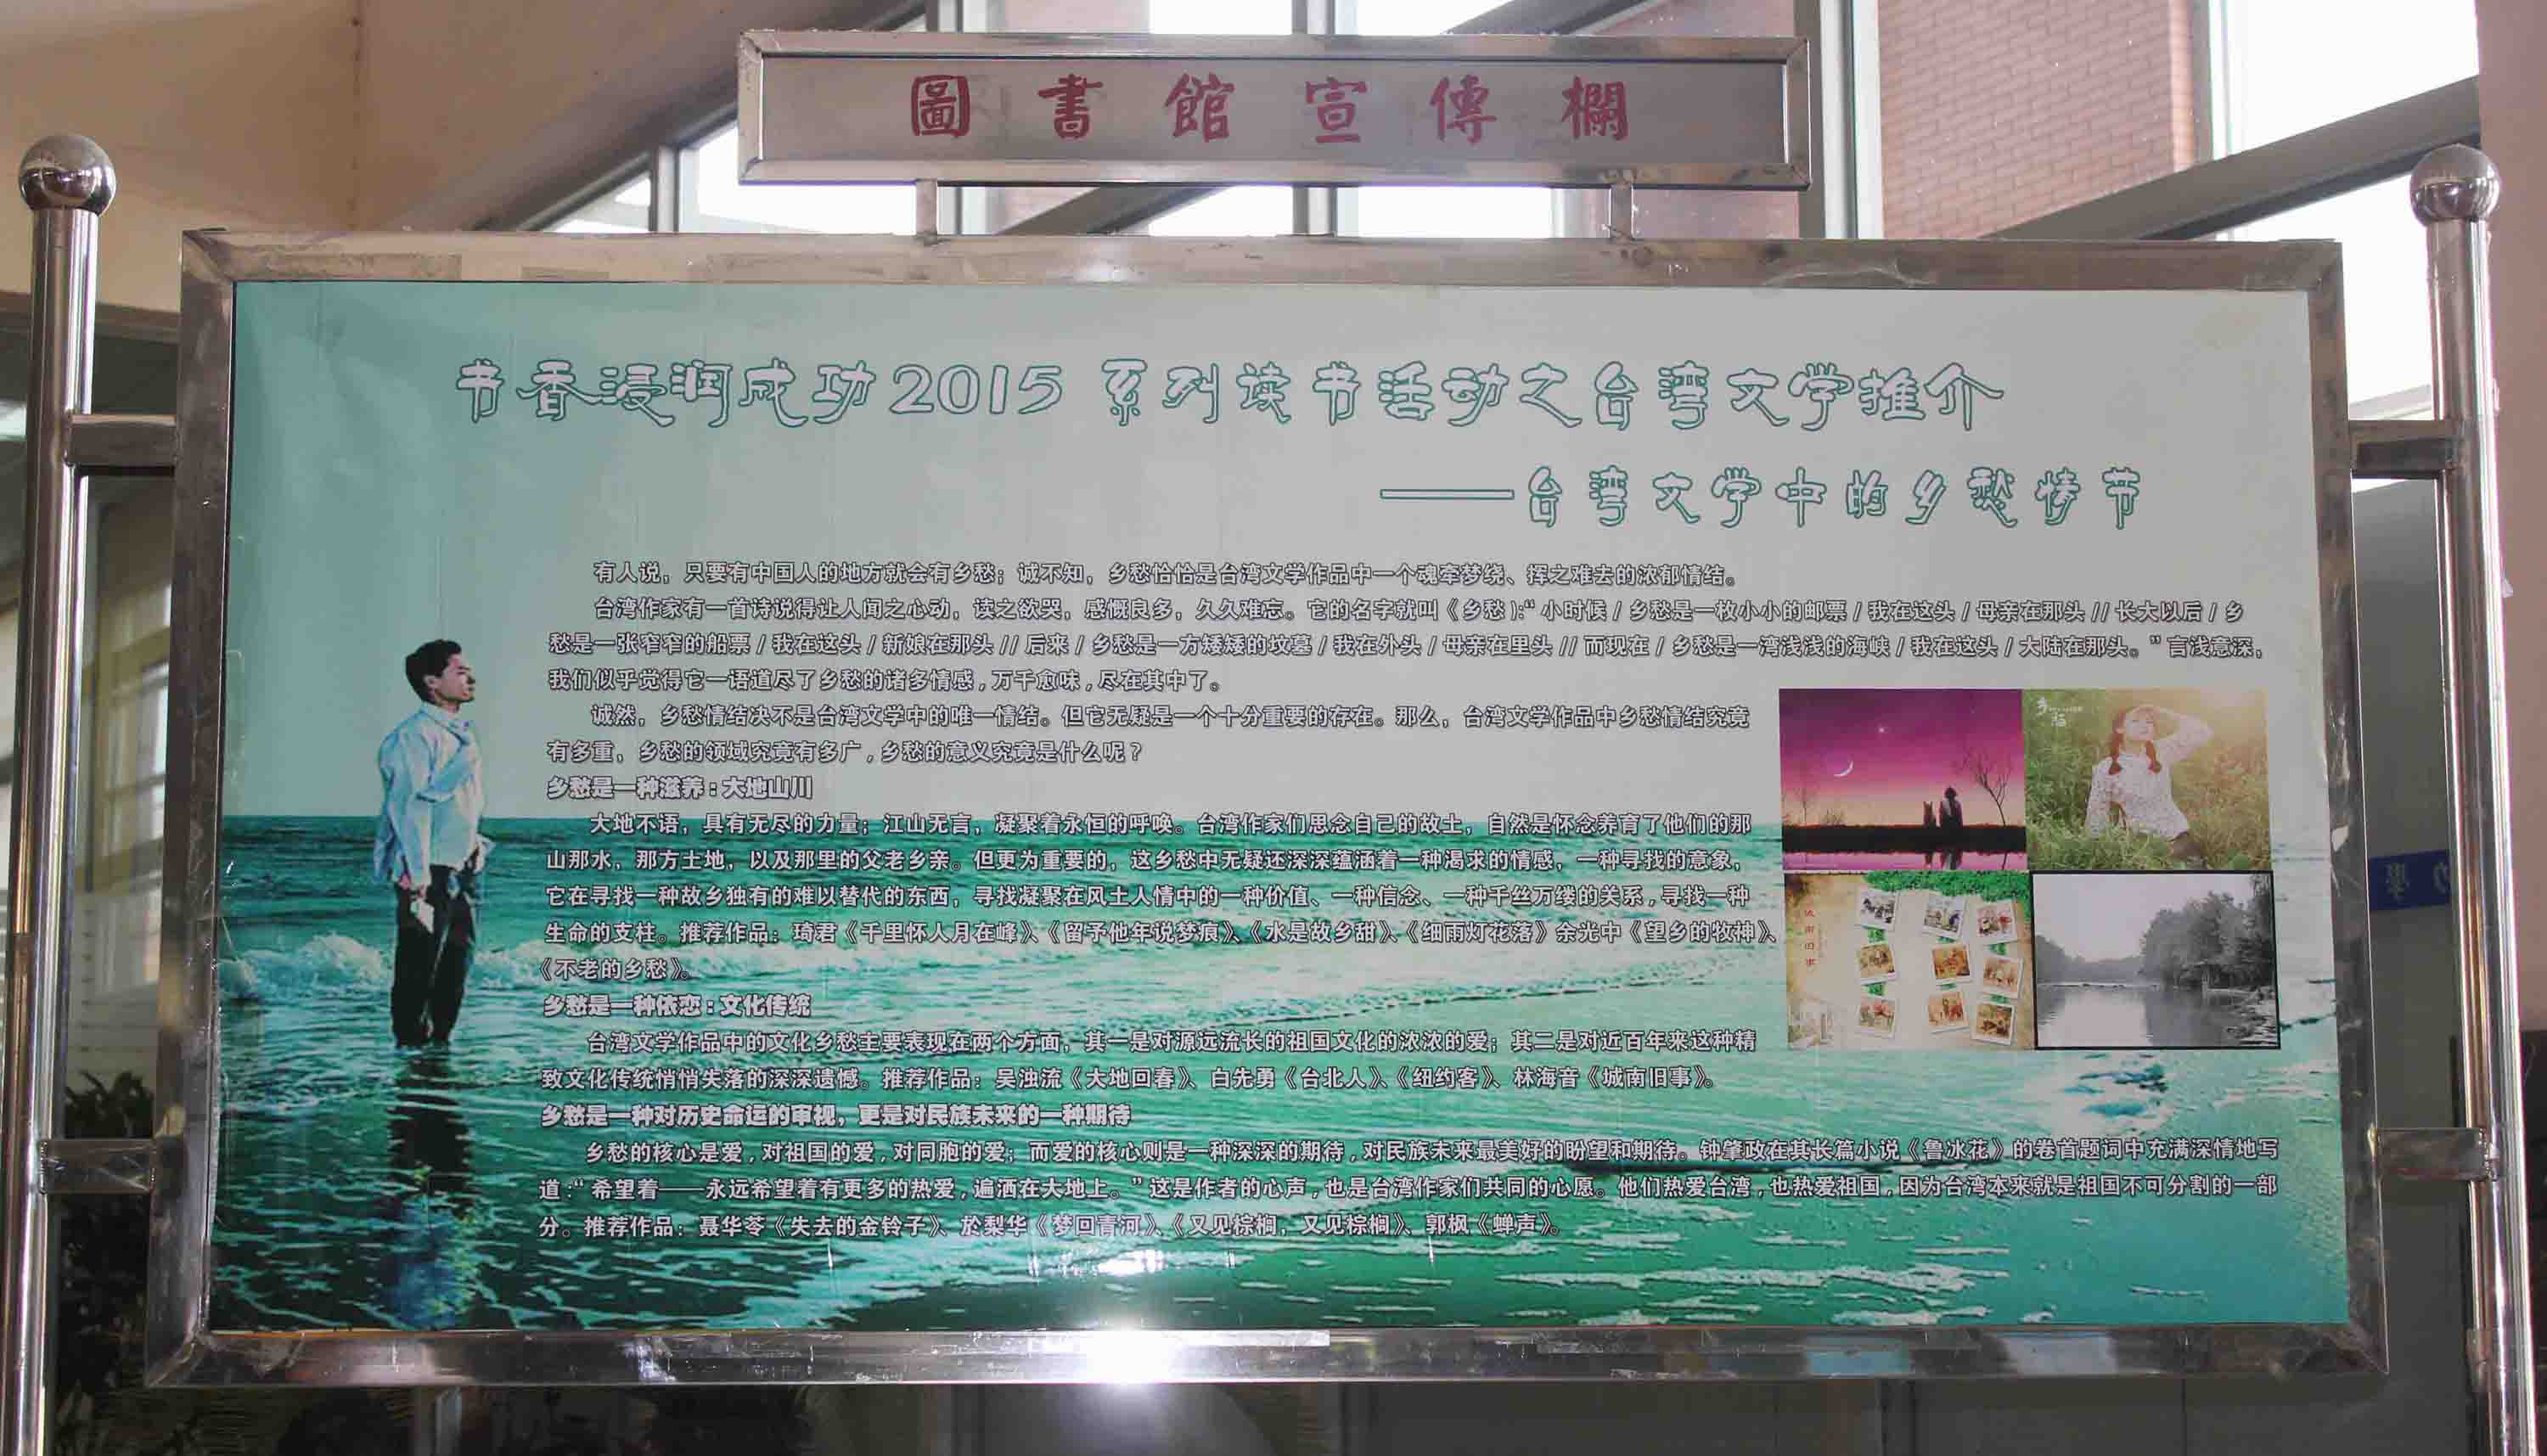 圖書館宣傳欄
书香浸润成功2015 系列读书活动之台湾文学推介
——台湾文学中的乡愁情节
有人说，只要有中国人的地方就会有乡愁；诚不知，乡愁恰恰是台湾文学作品中一个魂牵梦绕、挥之难去的浓郁情结。
台湾作家有一首诗说得让人闻之心动，读之欲哭，感慨良多，久久难忘。它的名字就叫《乡愁》：“小时候 / 乡愁是一枚小小的邮票 / 我在这头 / 母亲在那头 // 长大以后 / 乡
愁是一张窄窄的船票 / 我在这头 / 新娘在那头 // 后来 / 乡愁是一方矮矮的坟墓 / 我在外头 / 母亲在里头 // 而现在 / 乡愁是一湾浅浅的海峡 / 我在这头 / 大陆在那头。”言浅意深，
我们似乎觉得它一语道尽了乡愁的诸多情感，万千愈味，尽在其中了。
诚然，乡愁情结决不是台湾文学中的唯一情结。但它无疑是一个十分重要的存在。那么，台湾文学作品中乡愁情结究竟
有多重，乡愁的领域究竟有多广，乡愁的意义究竟是什么呢？
乡愁是一种滋养：大地山川
大地不语，具有无尽的力量；江山无言，凝聚着永恒的呼唤。台湾作家们思念自己的故土，自然是怀念养育了他们的那
山那水，那方土地，以及那里的父老乡亲。但更为重要的，这乡愁中无疑还深深蕴涵着一种渴求的情感，一种寻找的意象，
它在寻找一种故乡独有的难以替代的东西，寻找凝聚在风土人情中的一种价值、一种信念、一种千丝万缕的关系，寻找一种
生命的支柱。推荐作品：琦君《千里怀人月在峰》、《留予他年说梦痕》、《水是故乡甜》、《细雨灯花落》余光中《望乡的牧神》、
《不老的乡愁》。
乡愁是一种依恋：文化传统
台湾文学作品中的文化乡愁主要表现在两个方面，其一是对源远流长的祖国文化的浓浓的爱；其二是对近百年来这种精
致文化传统悄悄失落的深深遗憾。推荐作品：吴浊流《大地回春》、白先勇《台北人》、《纽约客》、林海音《城南旧事》。
乡愁是一种对历史命运的审视，更是对民族未来的一种期待
乡愁的核心是爱，对祖国的爱，对同胞的爱；而爱的核心则是一种深深的期待，对民族未来最美好的盼望和期待。钟肇政在其长篇小说《鲁冰花》的卷首题词中充满深情地写
道：“希望着——永远希望着有更多的热爱，遍洒在大地上。”这是作者的心声，也是台湾作家们共同的心愿。他们热爱台湾，也热爱祖国，因为台湾本来就是祖国不可分割的一部
分。推荐作品：聂华苓《失去的金铃子》、於梨华《梦回青河》、《又见棕榈，又见棕榈》、郭枫《蝉声》。
城南旧事